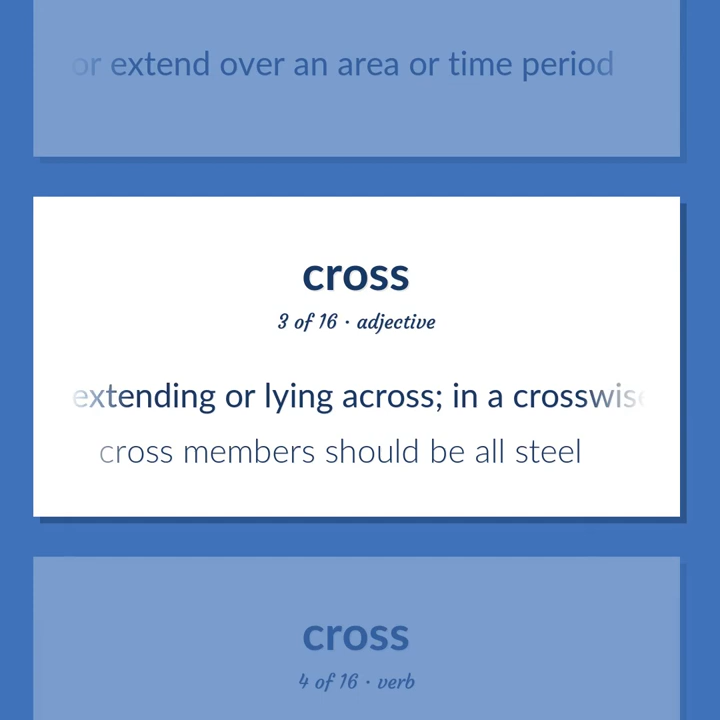 or extend over an area or time period
cross
3 of 16 · adjective
extending or lying across; in a crosswise
cross members should be all steel
cross
4 of 16 · verb